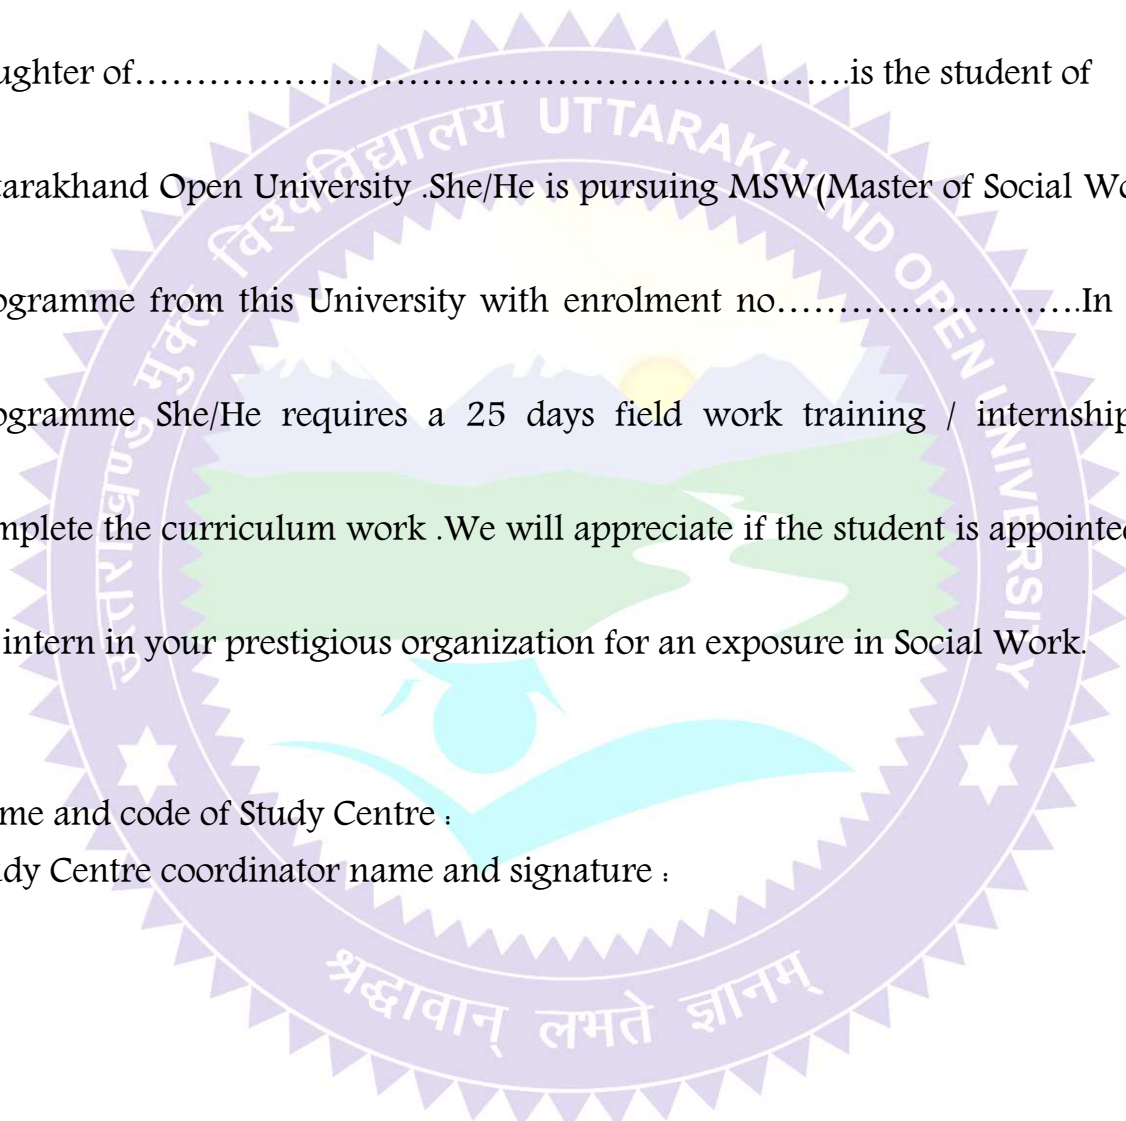 ughter of……………………………………………………….is the student of
tarakhand Open University .She/He is pursuing MSW(Master of Social Wo
ogramme from this University with enrolment no…………………….In
ogramme She/He requires a 25 days field work training / internship
mplete the curriculum work .We will appreciate if the student is appointed
intern in your prestigious organization for an exposure in Social Work.
me and code of Study Centre :
udy Centre coordinator name and signature :
उत्तराखण्ड मुक्त विश्वविद्यालय UTTARAKHAND OPEN UNIVERSITY
श्रद्धावान् लभते ज्ञानम्